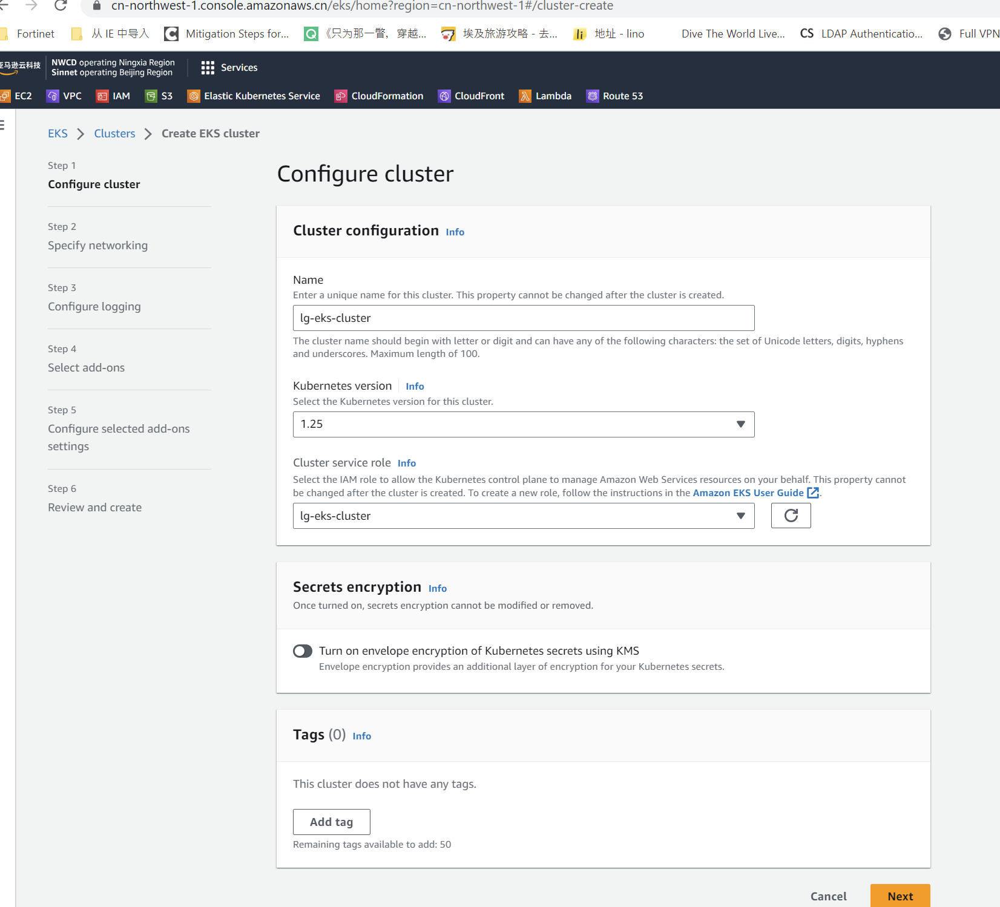 cn-northwest-1.console.amazonaws.cn/eks/home?region=cn-northwest-1#/cluster-create
Fortinet 从 IE 中导入 Mitigation Steps for... 《只为那一瞥，穿越... 埃及旅游攻略 - 去... li 地址 - lino Dive The World Live... CS LDAP Authenticatio... Full VPN
亚马逊云科技 NWCD operating Ningxia Region
Sinnet operating Beijing Region
Services
EC2 VPC IAM S3 Elastic Kubernetes Service CloudFormation CloudFront Lambda Route 53
EKS Clusters Create EKS cluster
Step 1
Configure cluster
Step 2
Specify networking
Step 3
Configure logging
Step 4
Select add-ons
Step 5
Configure selected add-ons
settings
Step 6
Review and create
Configure cluster
Cluster configuration Info
Name
Enter a unique name for this cluster. This property cannot be changed after the cluster is created.
lg-eks-cluster
The cluster name should begin with letter or digit and can have any of the following characters: the set of Unicode letters, digits, hyphens
and underscores. Maximum length of 100.
Kubernetes version Info
Select the Kubernetes version for this cluster.
1.25
Cluster service role Info
Select the IAM role to allow the Kubernetes control plane to manage Amazon Web Services resources on your behalf. This property cannot
be changed after the cluster is created. To create a new role, follow the instructions in the Amazon EKS User Guide.
lg-eks-cluster
Secrets encryption Info
Once turned on, secrets encryption cannot be modified or removed.
Turn on envelope encryption of Kubernetes secrets using KMS
Envelope encryption provides an additional layer of encryption for your Kubernetes secrets.
Tags (0) Info
This cluster does not have any tags.
Add tag
Remaining tags available to add: 50
Cancel Next